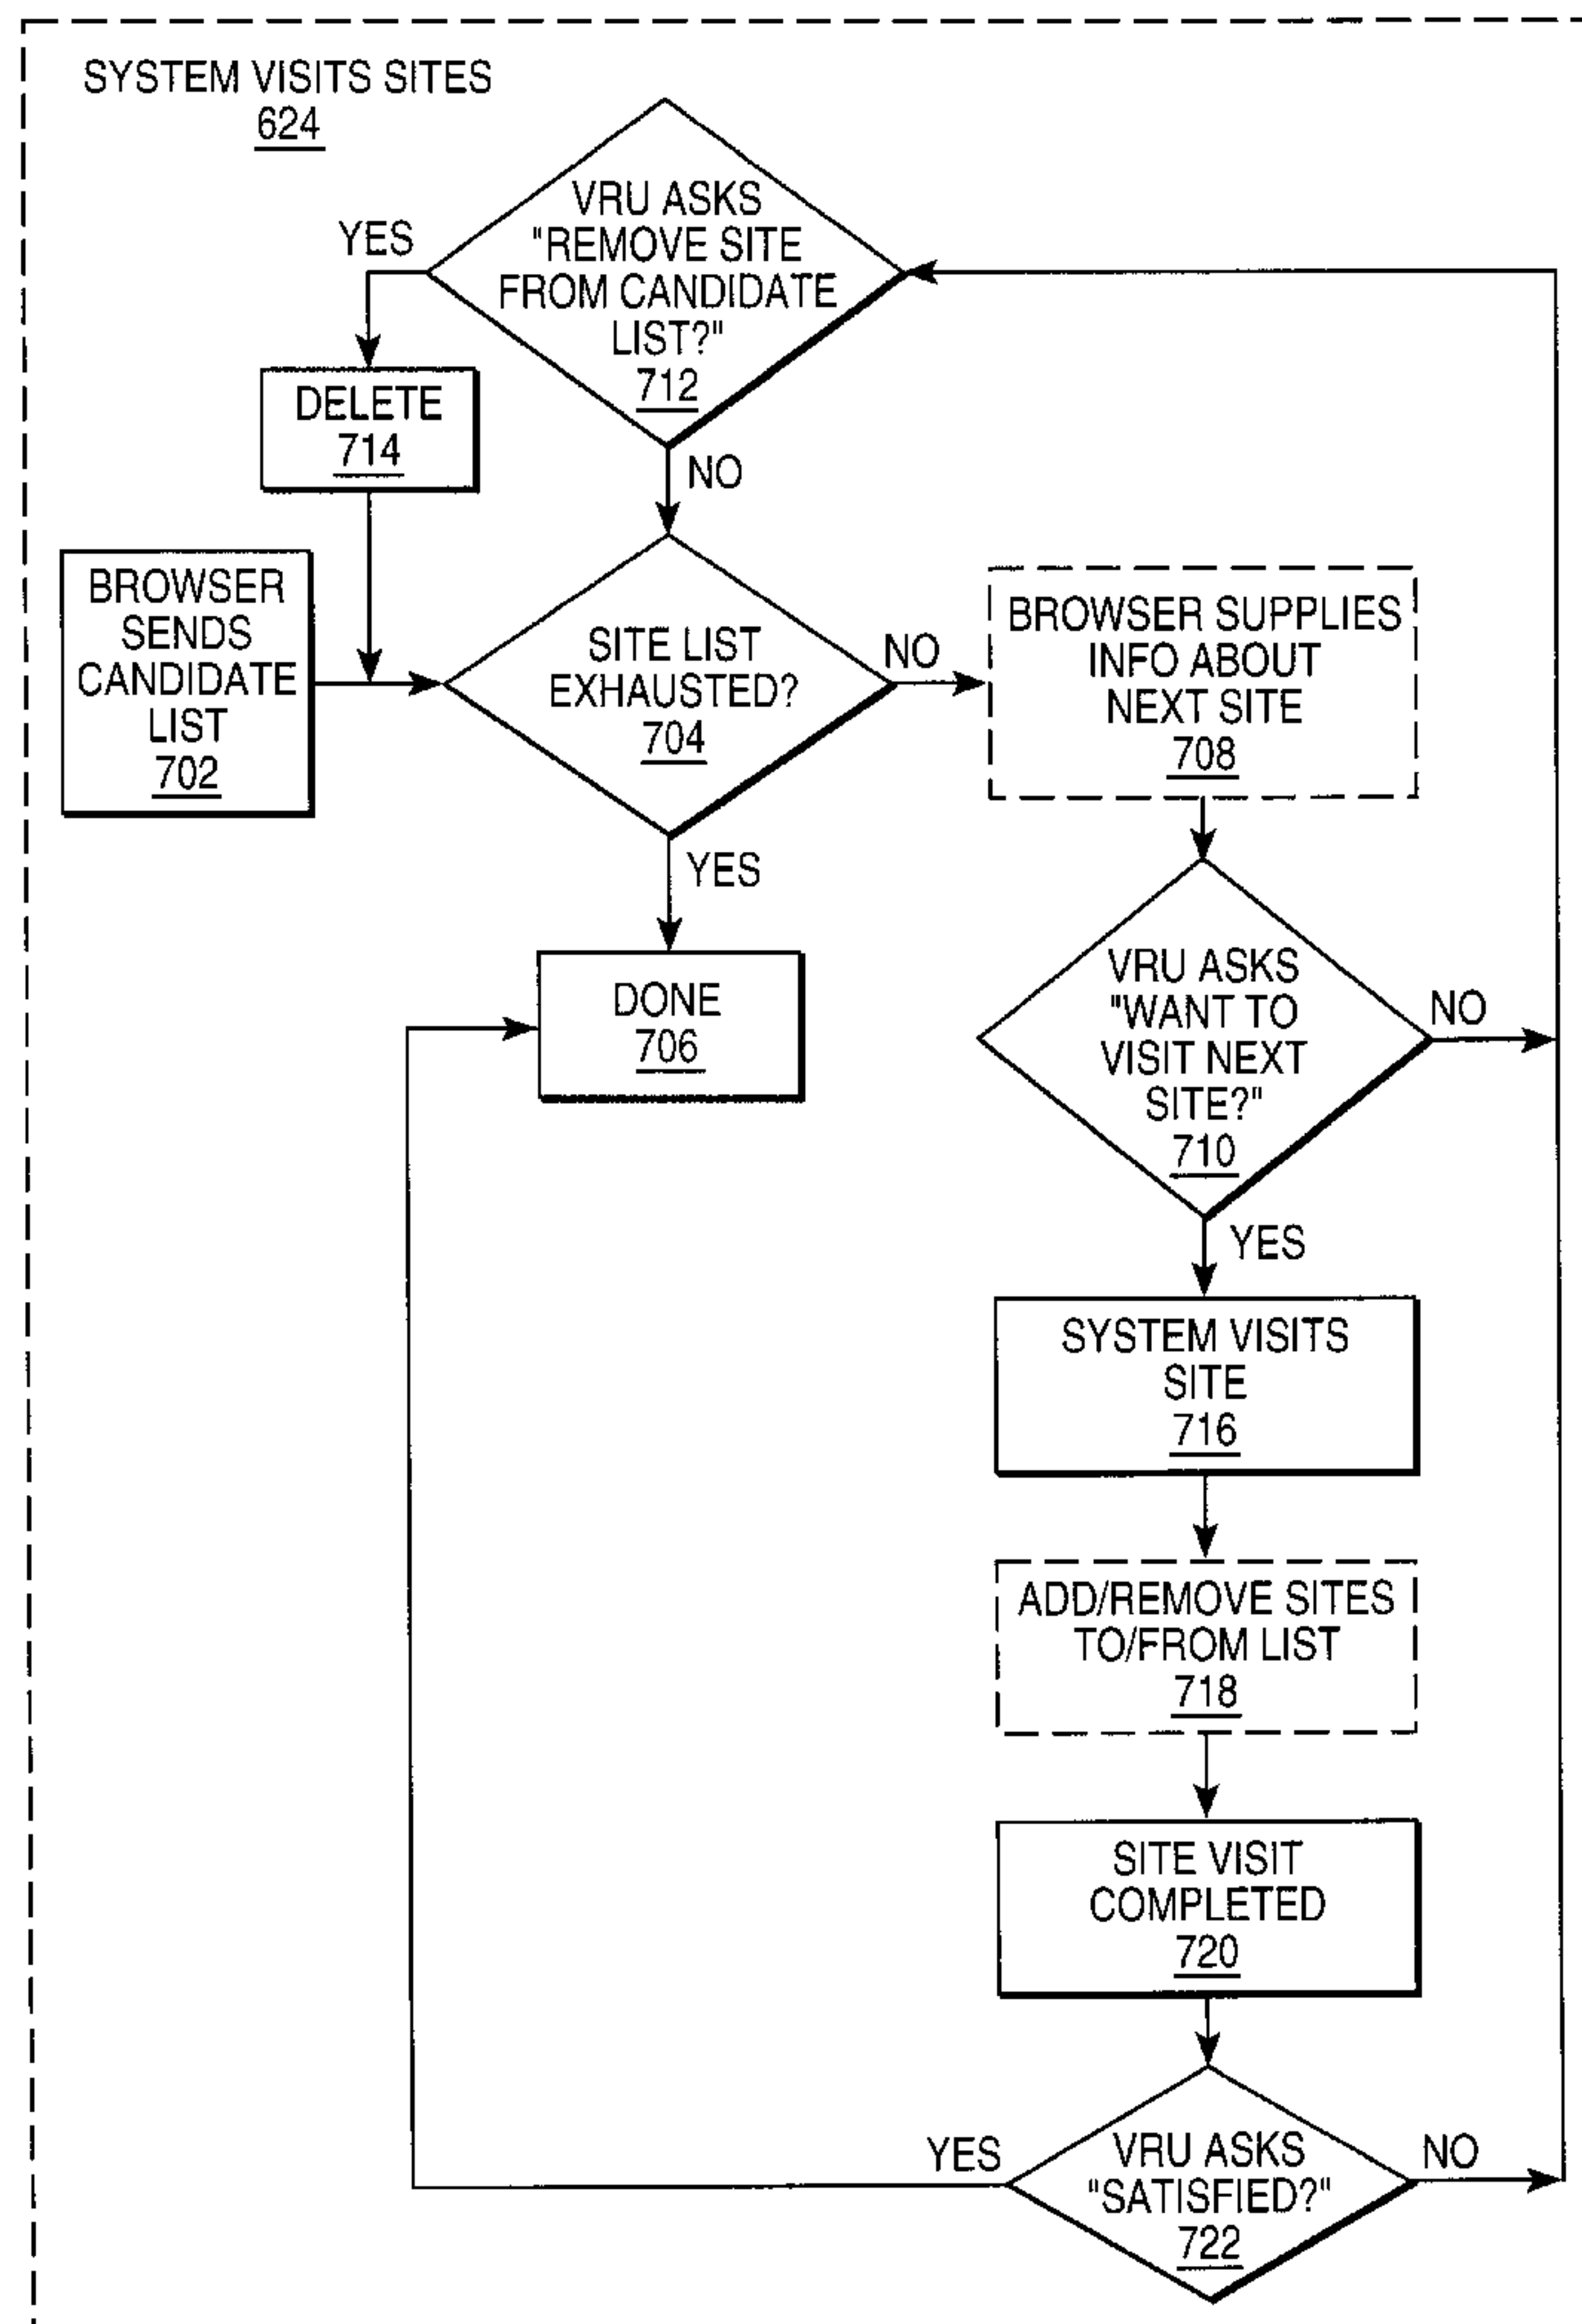 SYSTEM VISITS SITES
624
VRU ASKS
"REMOVE SITE
FROM CANDIDATE
LIST?"
712
YES
NO
DELETE
714
BROWSER
SENDS
CANDIDATE
LIST
702
SITE LIST
EXHAUSTED?
704
NO
YES
BROWSER SUPPLIES
INFO ABOUT
NEXT SITE
708
DONE
706
VRU ASKS
"WANT TO
VISIT NEXT
SITE?"
710
NO
YES
SYSTEM VISITS
SITE
716
ADD/REMOVE SITES
TO/FROM LIST
718
SITE VISIT
COMPLETED
720
VRU ASKS
"SATISFIED?"
722
YES
NO